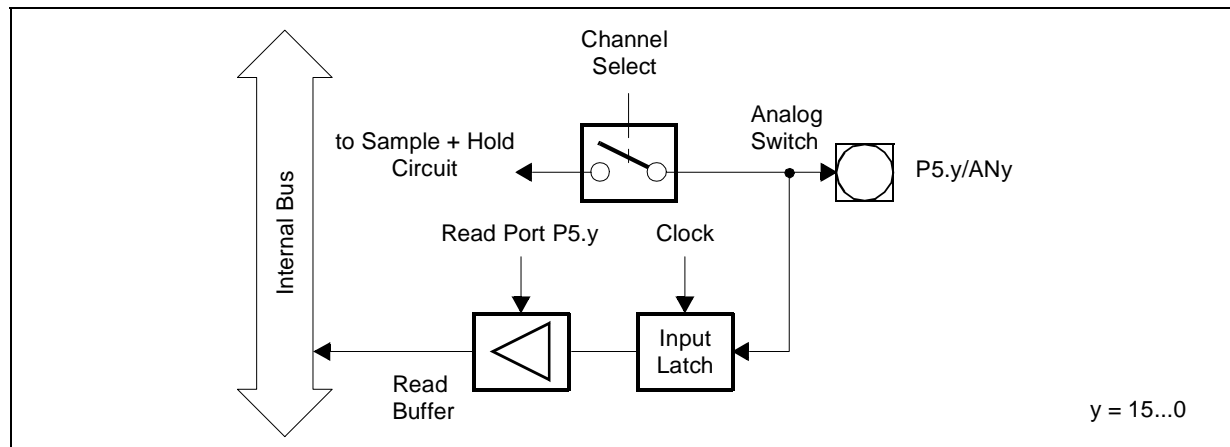 Channel
Select
Analog
Switch
to Sample + Hold
Circuit
P5.y/ANy
Read Port P5.y
Clock
Internal Bus
Input
Latch
Read
Buffer
y = 15...0